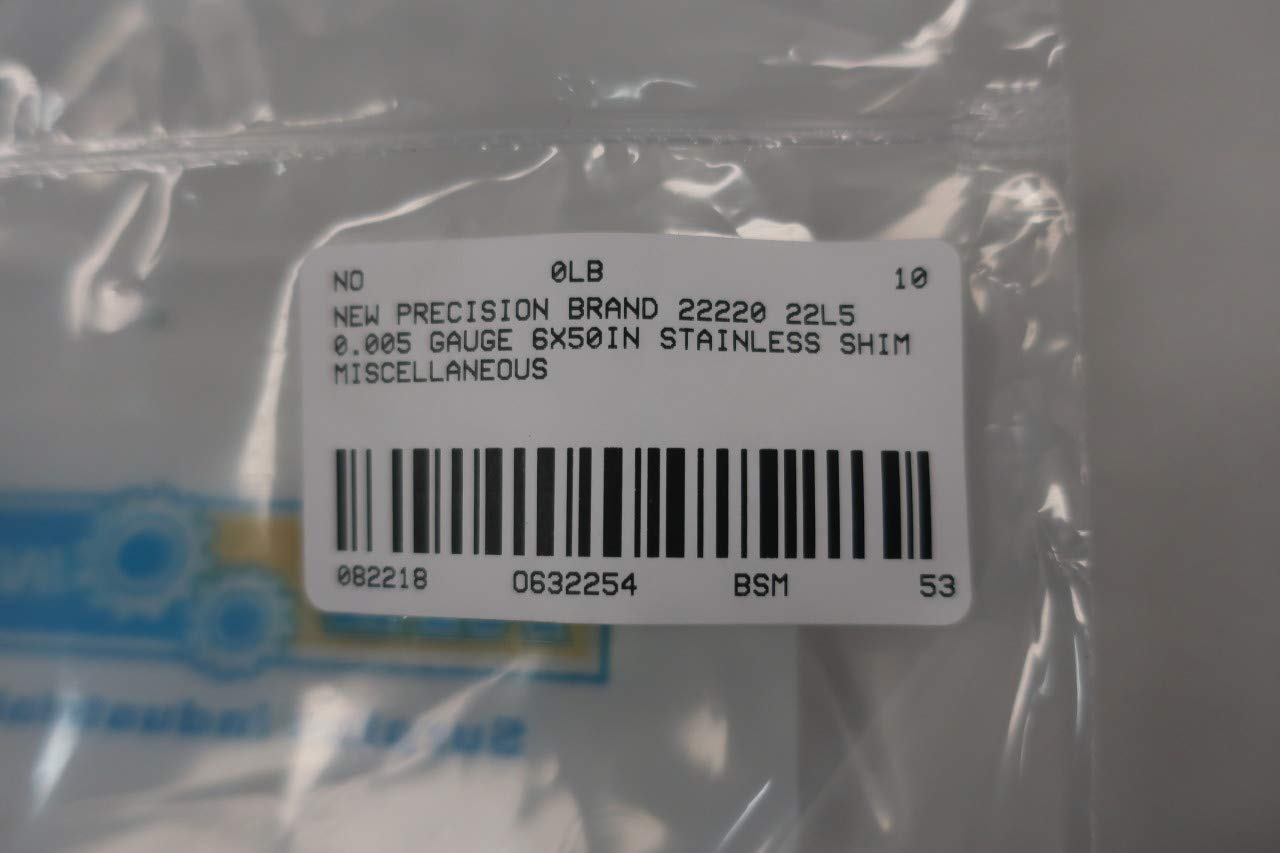 NO 0LB 10
NEW PRECISION BRAND 22220 22L5
0.005 GAUGE 6X50IN STAINLESS SHIM
MISCELLANEOUS
082218 0632254 BSM 53